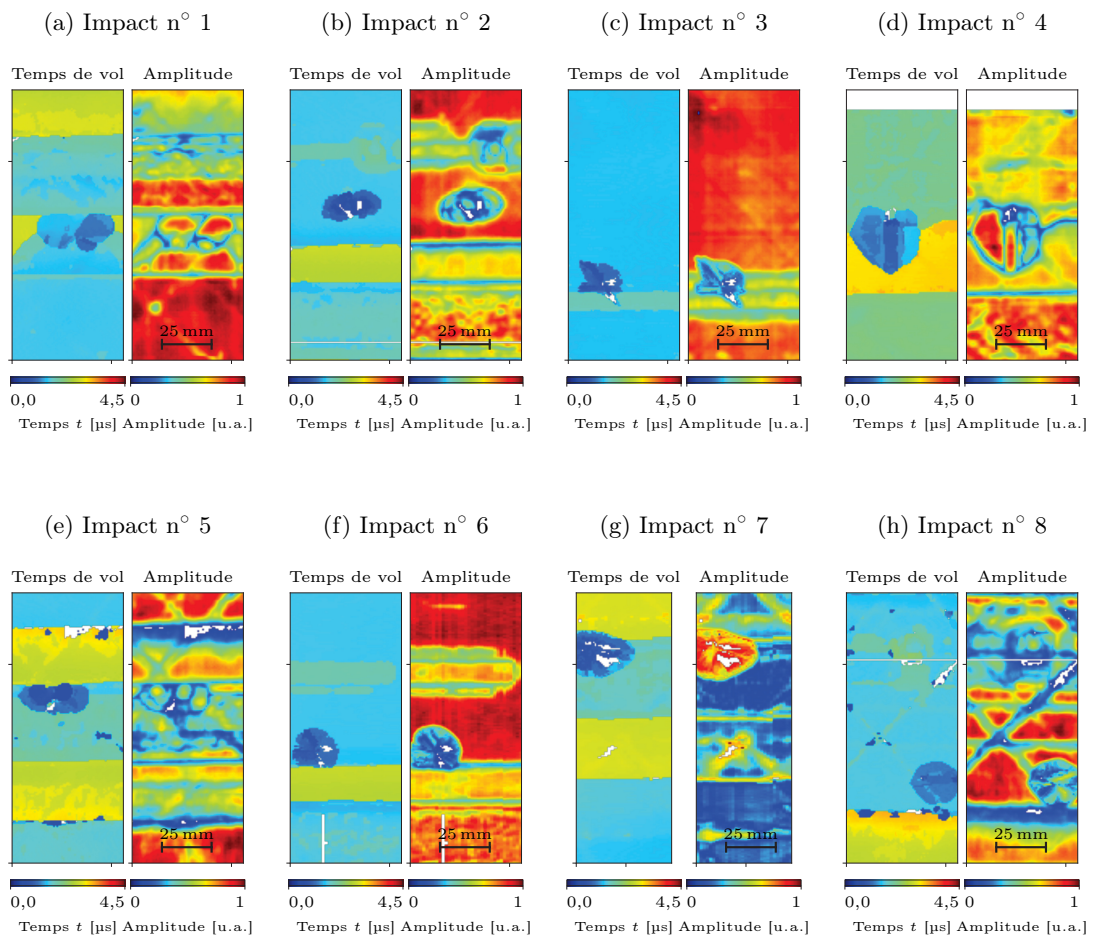 (a) Impact n° 1
(b) Impact n° 2
(c) Impact n° 3
(d) Impact n° 4
Temps de vol Amplitude
Temps de vol Amplitude
Temps de vol Amplitude
Temps de vol Amplitude
25 mm
25 mm
25 mm
25 mm
0,0 4,5 0 1
0,0 4,5 0 1
0,0 4,5 0 1
0,0 4,5 0 1
Temps t [µs] Amplitude [u.a.]
Temps t [µs] Amplitude [u.a.]
Temps t [µs] Amplitude [u.a.]
Temps t [µs] Amplitude [u.a.]
(e) Impact n° 5
(f) Impact n° 6
(g) Impact n° 7
(h) Impact n° 8
Temps de vol Amplitude
Temps de vol Amplitude
Temps de vol Amplitude
Temps de vol Amplitude
25 mm
25 mm
25 mm
25 mm
0,0 4,5 0 1
0,0 4,5 0 1
0,0 4,5 0 1
0,0 4,5 0 1
Temps t [µs] Amplitude [u.a.]
Temps t [µs] Amplitude [u.a.]
Temps t [µs] Amplitude [u.a.]
Temps t [µs] Amplitude [u.a.]